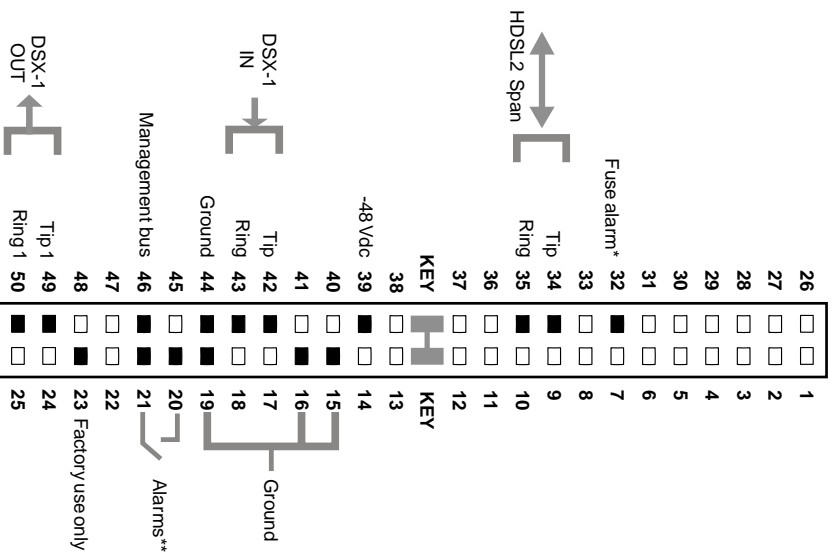 26 1
27 2
28 3
29 4
30 5
31 6
Fuse alarm* 32 7
33 8
HDSL2 Span
Tip 34 9
Ring 35 10
36 11
37 12
KEY KEY
38 13
-48 Vdc 39 14
40 15
41 16
DSX-1
IN
Tip 42 17
Ring 43 18
Ground 44 19
Ground
45 20
Management bus 46 21
Alarms**
47 22
48 23 Factory use only
DSX-1
OUT
Tip 1 49 24
Ring 1 50 25